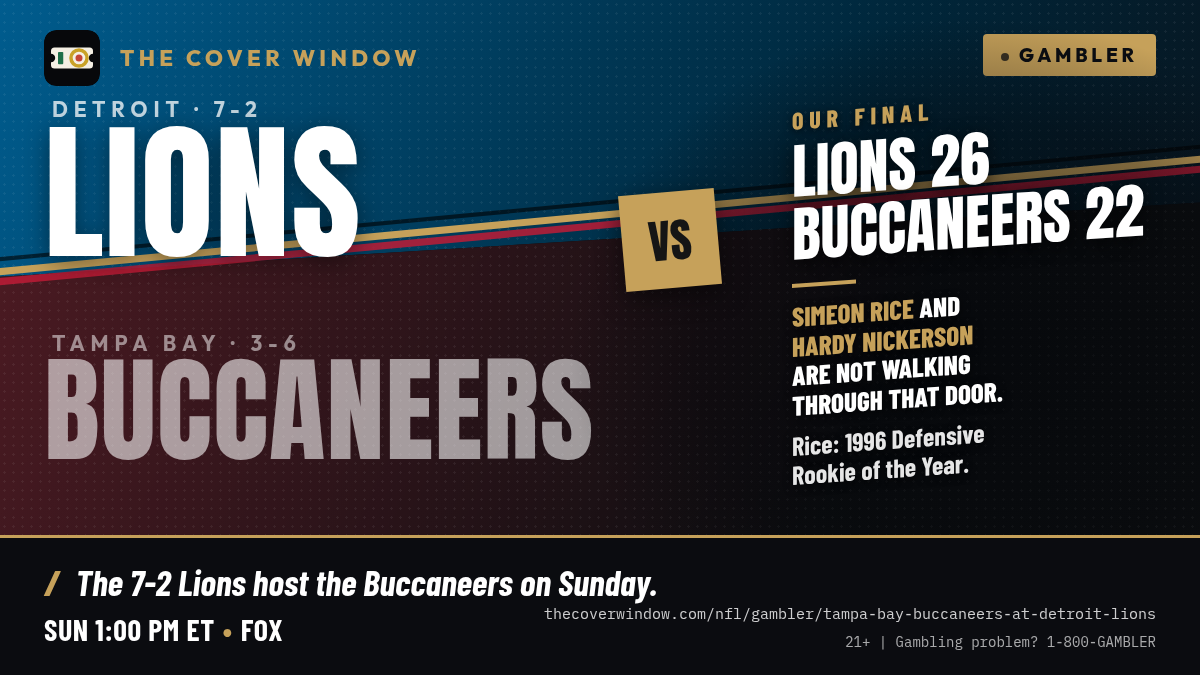 THE COVER WINDOW
• GAMBLER
DETROIT · 7-2
LIONS
VS
TAMPA BAY · 3-6
BUCCANEERS
OUR FINAL
LIONS 26
BUCCANEERS 22
SIMEON RICE AND
HARDY NICKERSON
ARE NOT WALKING
THROUGH THAT DOOR.
Rice: 1996 Defensive
Rookie of the Year.
/ The 7-2 Lions host the Buccaneers on Sunday.
SUN 1:00 PM ET • FOX
thecoverwindow.com/nfl/gambler/tampa-bay-buccaneers-at-detroit-lions
21+ | Gambling problem? 1-800-GAMBLER